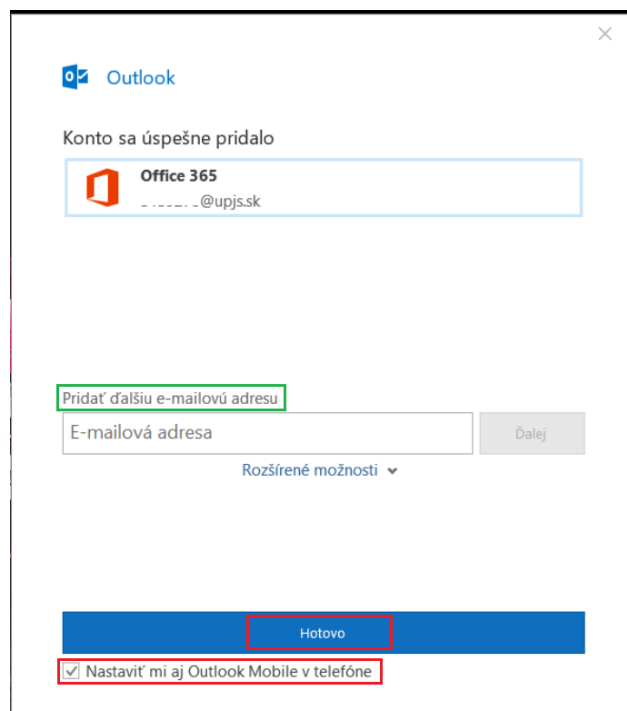 Outlook
Konto sa úspešne pridalo
Office 365
@upjs.sk
Pridať ďalšiu e-mailovú adresu
E-mailová adresa
Ďalej
Rozšírené možnosti
Hotovo
Nastaviť mi aj Outlook Mobile v telefóne